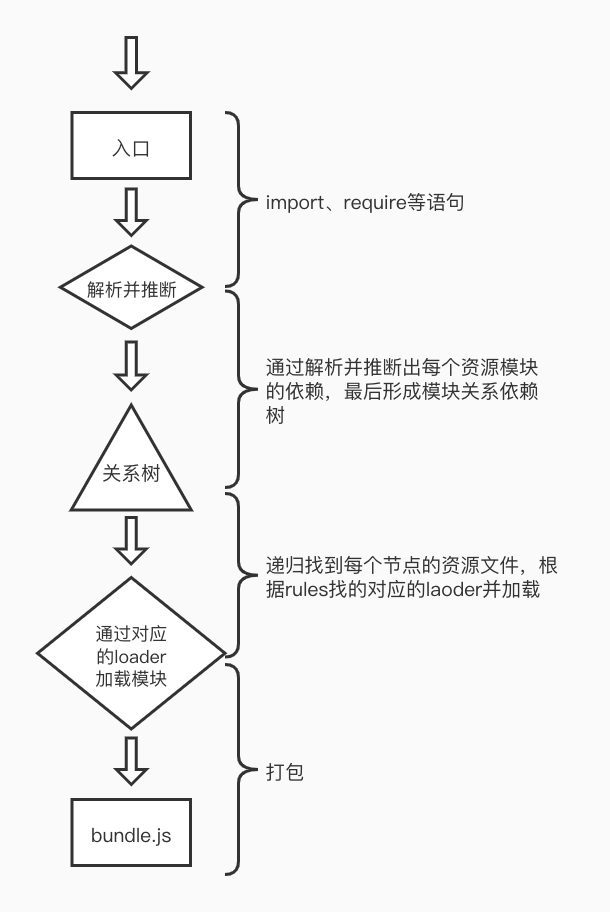 入口
import、require等语句
解析并推断
通过解析并推断出每个资源模块
的依赖，最后形成模块关系依赖
树
关系树
递归找到每个节点的资源文件，根
据rules找的对应的laoder并加载
通过对应
的loader
加载模块
打包
bundle.js